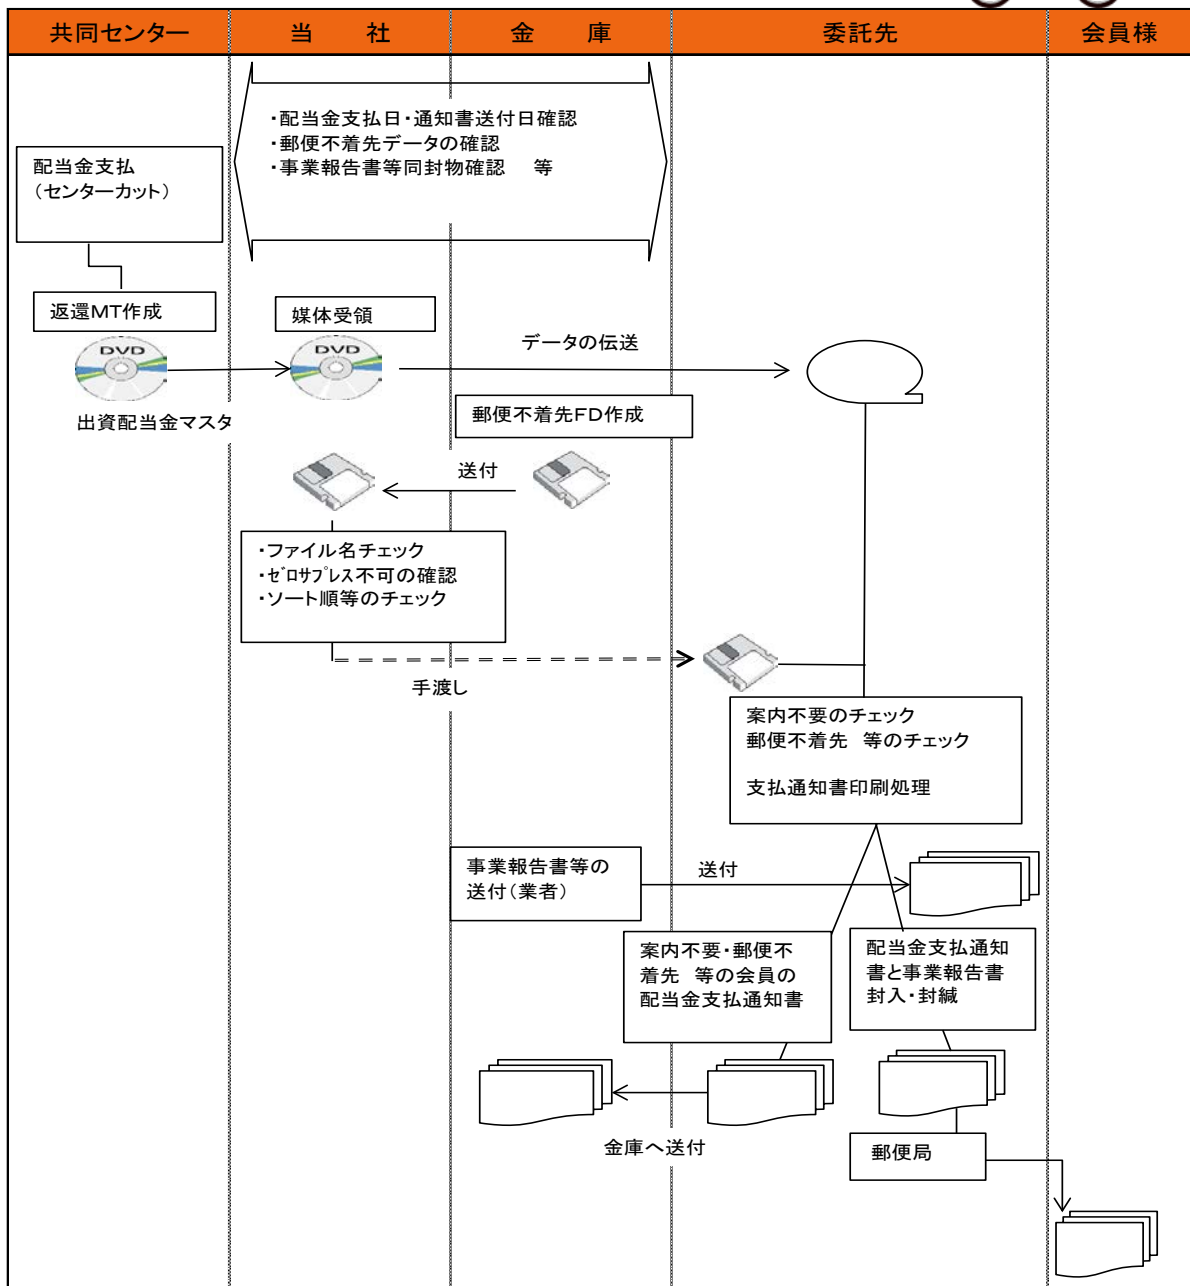 共同センター
当　　社
金　　庫
委託先
会員様
・配当金支払日・通知書送付日確認
・郵便不着先データの確認
・事業報告書等同封物確認　等
配当金支払
（センターカット）
返還MT作成
媒体受領
DVD
DVD
データの伝送
出資配当金マスタ
郵便不着先FD作成
送付
・ファイル名チェック
・ｾﾞﾛｻﾌﾟﾚｽ不可の確認
・ソート順等のチェック
手渡し
案内不要のチェック
郵便不着先　等のチェック
支払通知書印刷処理
事業報告書等の
送付（業者）
送付
案内不要・郵便不
着先　等の会員の
配当金支払通知書
配当金支払通知
書と事業報告書
封入・封緘
金庫へ送付
郵便局